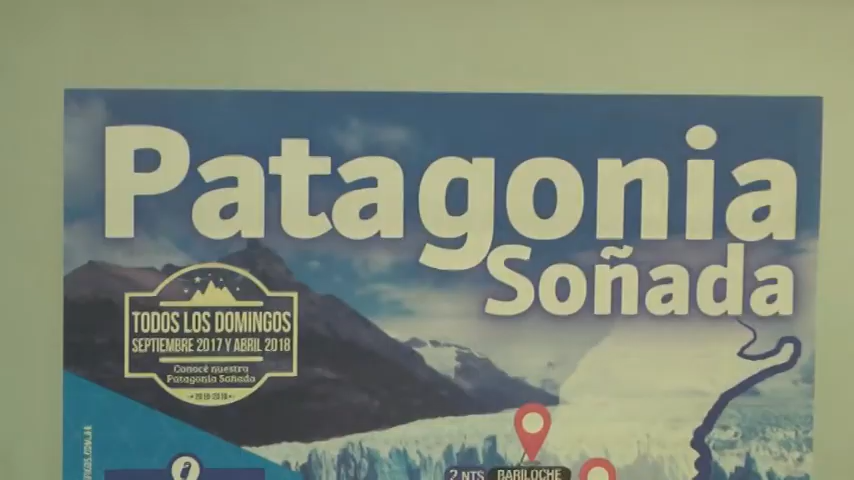 Patagonia
Soñada
TODOS LOS DOMINGOS
SEPTIEMBRE 2017 Y ABRIL 2018
Conocé nuestra
Patagonia Soñada
2 NTS BARILOCHE